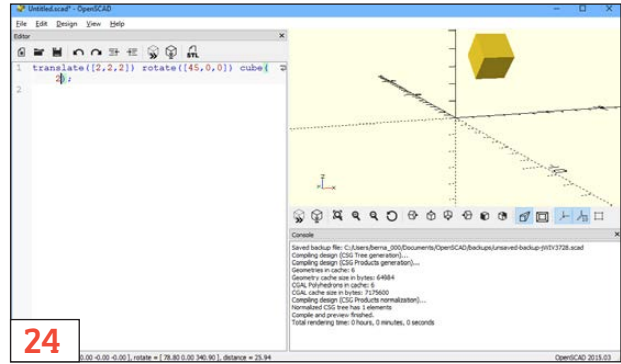 Untitled.scad* - OpenSCAD
File Edit Design View Help
Editor
STL
1 translate([2,2,2]) rotate([45,0,0]) cube(
2);
2
Z
Console
Saved backup file: C:/Users/berna_000/Documents/OpenSCAD/backups/unsaved-backup-jWIV3728.scad
Compiling design (CSG Tree generation)...
Compiling design (CSG Products generation)...
Geometries in cache: 6
Geometry cache size in bytes: 64984
CGAL Polyhedrons in cache: 6
CGAL cache size in bytes: 7175600
Compiling design (CSG Products normalization)...
Normalized CSG tree has 1 elements
Compile and preview finished.
Total rendering time: 0 hours, 0 minutes, 0 seconds
24
0.00 -0.00 -0.00 ], rotate = [ 78.80 0.00 340.90 ], distance = 25.94
OpenSCAD 2015.03